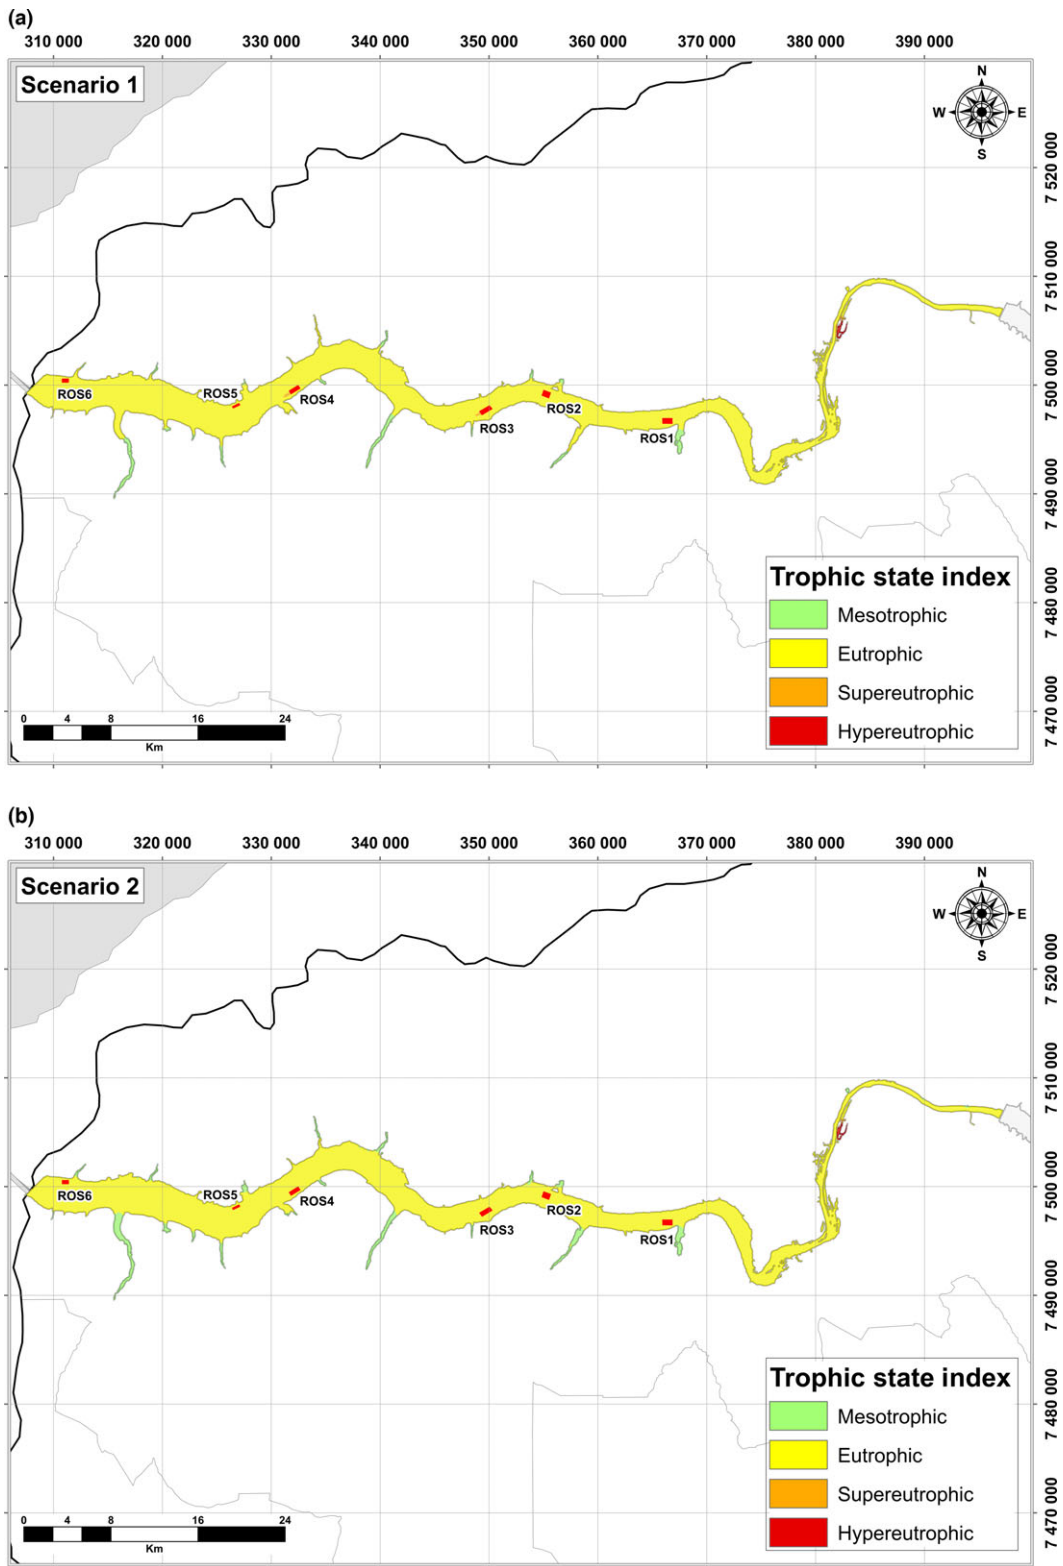 (a)
310 000 320 000 330 000 340 000 350 000 360 000 370 000 380 000 390 000
Scenario 1
N
W E
S
7 520 000
7 510 000
7 500 000
7 490 000
7 480 000
7 470 000
ROS6
ROS5
ROS4
ROS3
ROS2
ROS1
Trophic state index
Mesotrophic
Eutrophic
Supereutrophic
Hypereutrophic
0 4 8 16 24
Km
(b)
310 000 320 000 330 000 340 000 350 000 360 000 370 000 380 000 390 000
Scenario 2
N
W E
S
7 520 000
7 510 000
7 500 000
7 490 000
7 480 000
7 470 000
ROS6
ROS5
ROS4
ROS3
ROS2
ROS1
Trophic state index
Mesotrophic
Eutrophic
Supereutrophic
Hypereutrophic
0 4 8 16 24
Km